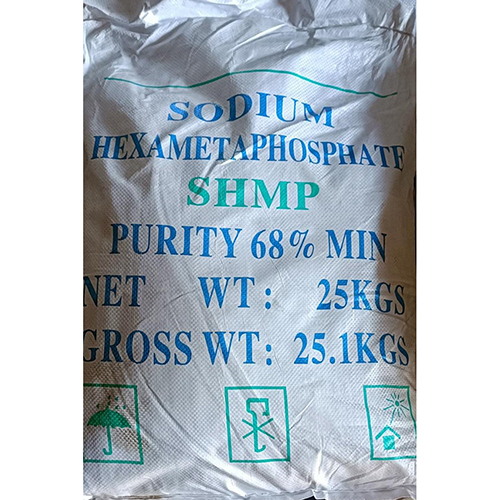 SODIUM
HEXAMETAPHOSPHATE
SHMP
PURITY 68% MIN
NET WT: 25KGS
GROSS WT: 25.1KGS